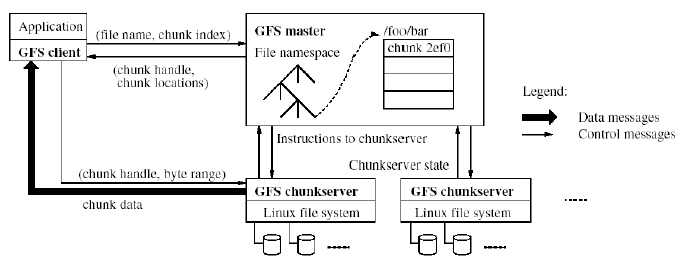 Application
GFS client
(file name, chunk index)
(chunk handle,
chunk locations)
GFS master
File namespace
/foo/bar
chunk 2ef0
Legend:
Data messages
Control messages
Instructions to chunkserver
Chunkserver state
(chunk handle, byte range)
chunk data
GFS chunkserver
Linux file system
GFS chunkserver
Linux file system